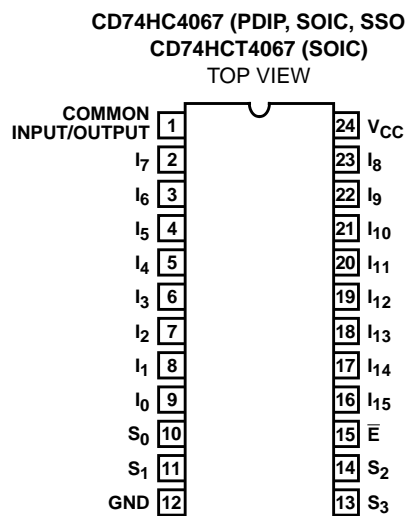 CD74HC4067 (PDIP, SOIC, SSO
CD74HCT4067 (SOIC)
TOP VIEW
COMMON
INPUT/OUTPUT 1 24 VCC
I7 2 23 I8
I6 3 22 I9
I5 4 21 I10
I4 5 20 I11
I3 6 19 I12
I2 7 18 I13
I1 8 17 I14
I0 9 16 I15
S0 10 15 E̅
S1 11 14 S2
GND 12 13 S3